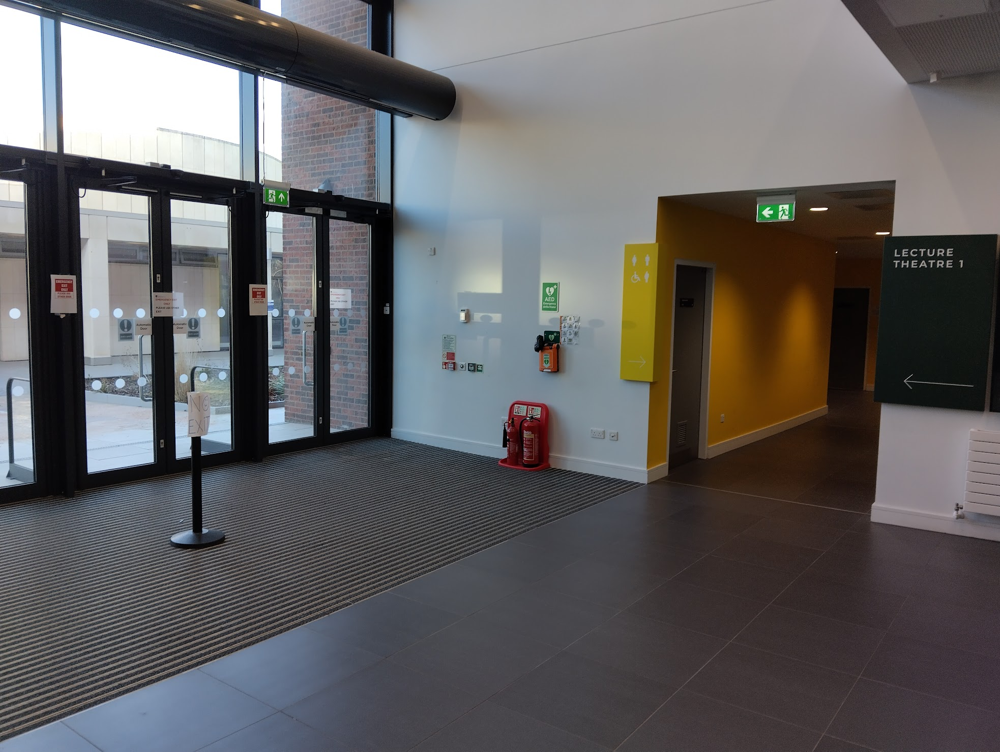 EMERGENCY
EXIT
ONLY
PLEASE USE
OTHER DOOR
EMERGENCY EXIT
ONLY
PLEASE USE OTHER
EXIT
Automatic
Door
Automatic
Door
NO
EXIT
EMERGENCY
EXIT
ONLY
PLEASE USE
OTHER DOOR
Automatic
Door
EMERGENCY EXIT
ONLY
PLEASE USE OTHER
EXIT
Automatic
Door
AED
Emergency
defibrillator
AED
LECTURE
THEATRE 1